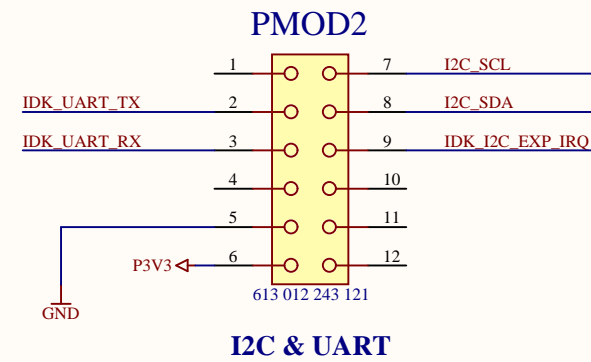 PMOD2
1 7 I2C_SCL
IDK_UART_TX 2 8 I2C_SDA
IDK_UART_RX 3 9 IDK_I2C_EXP_IRQ
4 10
5 11
P3V3 6 12
613 012 243 121
GND
I2C & UART